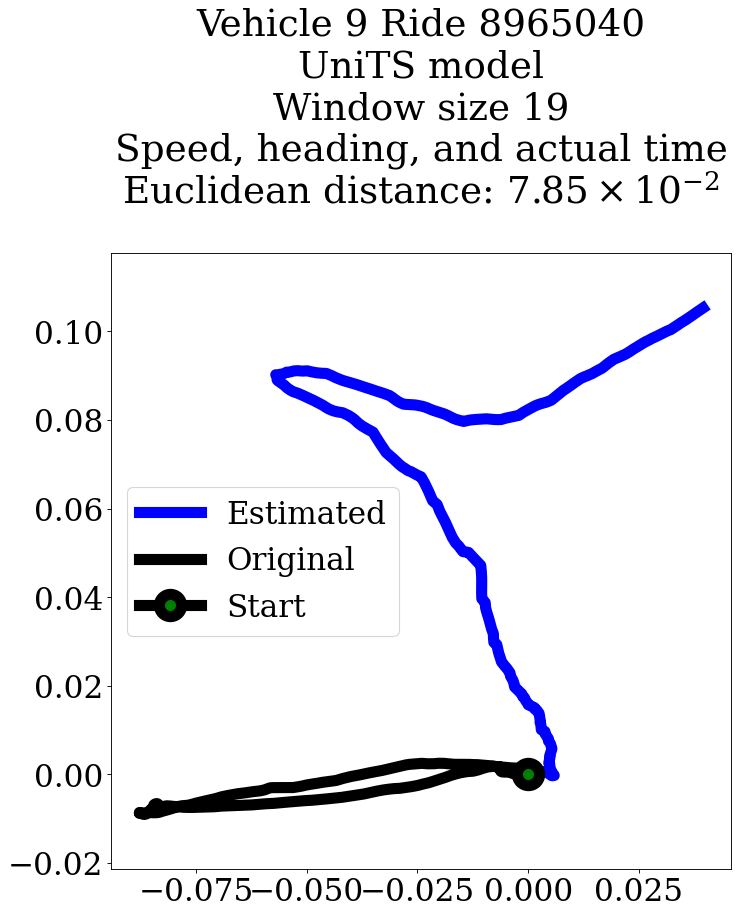 Vehicle 9 Ride 8965040
UniTS model
Window size 19
Speed, heading, and actual time
Euclidean distance: 7.85 × 10⁻²
0.10
0.08
0.06
0.04
0.02
0.00
−0.02
Estimated
Original
Start
−0.075 −0.050 −0.025 0.000 0.025